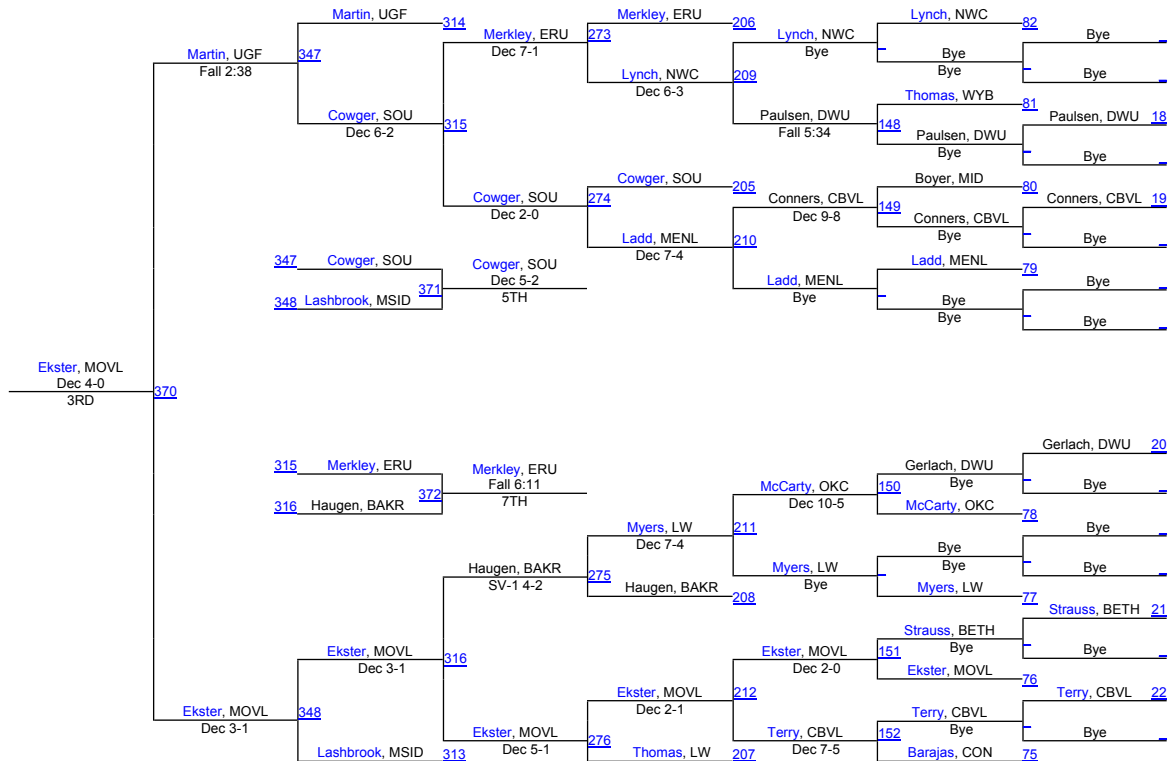 Martin, UGF 314 Merkley, ERU 206 Lynch, NWC 82
Merkley, ERU 273 Lynch, NWC Bye
Martin, UGF 347 Dec 7-1 Bye Bye
Fall 2:38 Lynch, NWC 209 Bye Bye
Dec 6-3 Thomas, WYB 81
Cowger, SOU 315 Paulsen, DWU 148 Paulsen, DWU 18
Dec 6-2 Fall 5:34 Paulsen, DWU
Bye Bye
Cowger, SOU 205 Boyer, MID 80
Cowger, SOU 274 Conners, CBVL 149 Conners, CBVL 19
Dec 2-0 Dec 9-8 Conners, CBVL
Ladd, MENL 210 Bye Bye
Dec 7-4
347 Cowger, SOU Cowger, SOU Ladd, MENL 79
371 Dec 5-2 Ladd, MENL Bye
348 Lashbrook, MSID 5TH Bye Bye
Bye Bye
Ekster, MOVL
Dec 4-0 370
3RD
Gerlach, DWU 20
315 Merkley, ERU Merkley, ERU Gerlach, DWU
372 Fall 6:11 McCarty, OKC 150 Bye Bye
316 Haugen, BAKR 7TH Dec 10-5 McCarty, OKC 78
Myers, LW 211 Bye
Dec 7-4 Bye
Haugen, BAKR 275 Myers, LW Bye Bye
SV-1 4-2 Haugen, BAKR 208 Bye Myers, LW 77
Strauss, BETH 21
Strauss, BETH
Ekster, MOVL 316 Ekster, MOVL 151 Bye Bye
Dec 3-1 Dec 2-0 Ekster, MOVL 76
Ekster, MOVL 212 Terry, CBVL 22
Ekster, MOVL 348 Dec 2-1 Terry, CBVL
Dec 3-1 Ekster, MOVL 276 Terry, CBVL 152 Bye Bye
Lashbrook, MSID 313 Dec 5-1 Thomas, LW 207 Dec 7-5 Barajas, CON 75